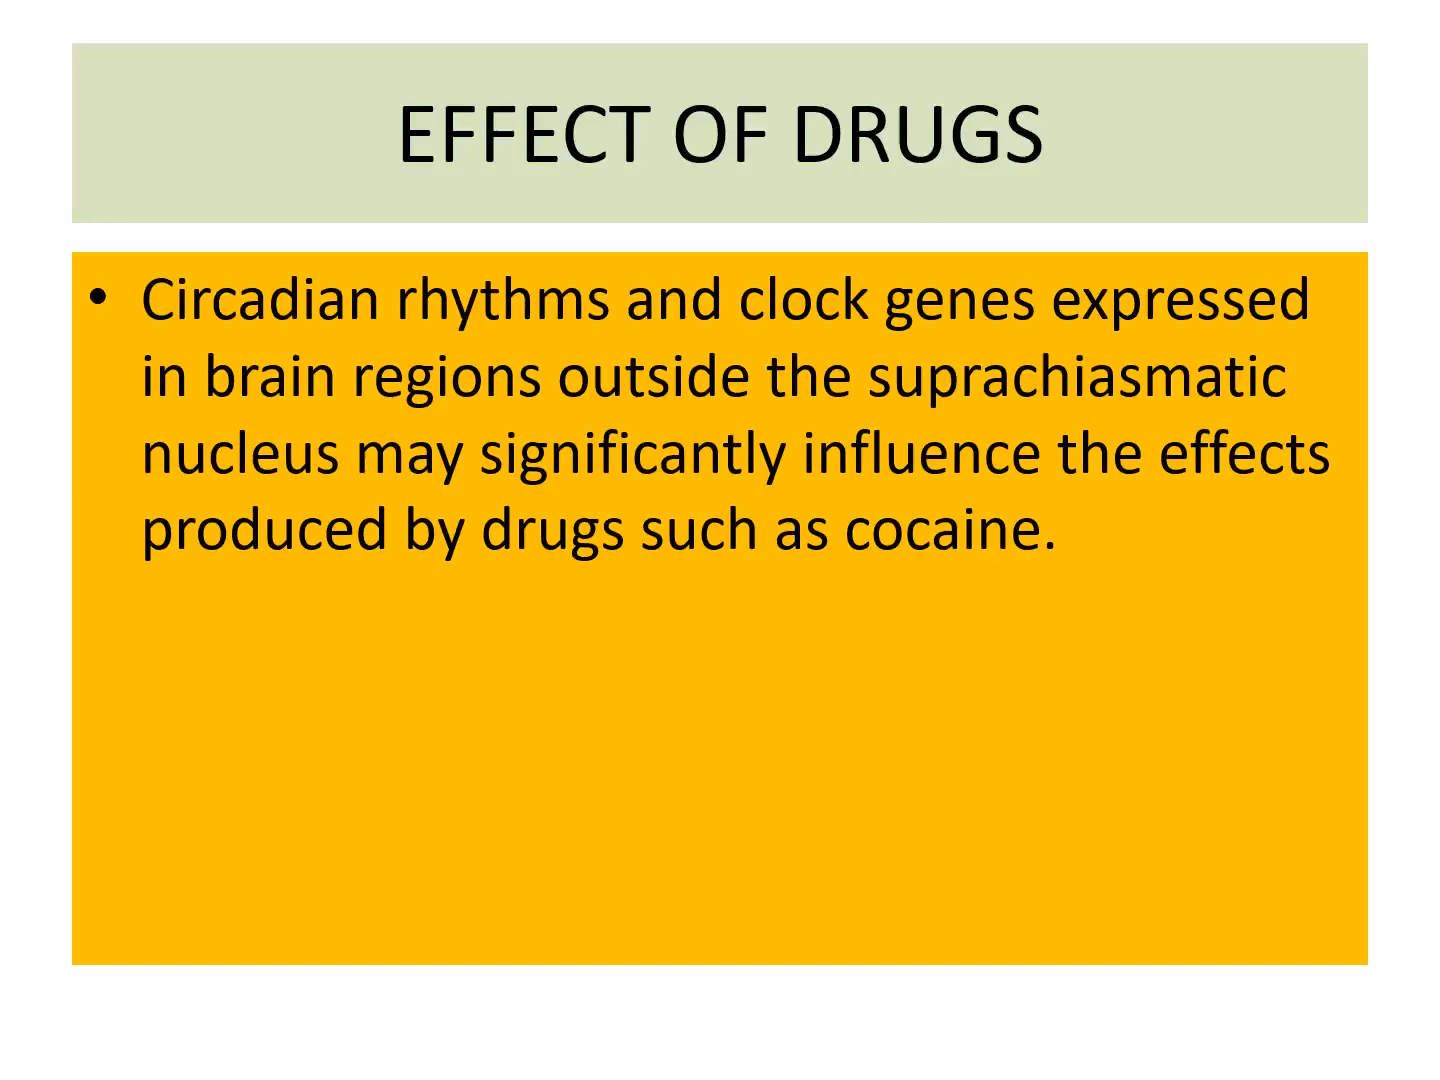 EFFECT OF DRUGS
• Circadian rhythms and clock genes expressed
in brain regions outside the suprachiasmatic
nucleus may significantly influence the effects
produced by drugs such as cocaine.